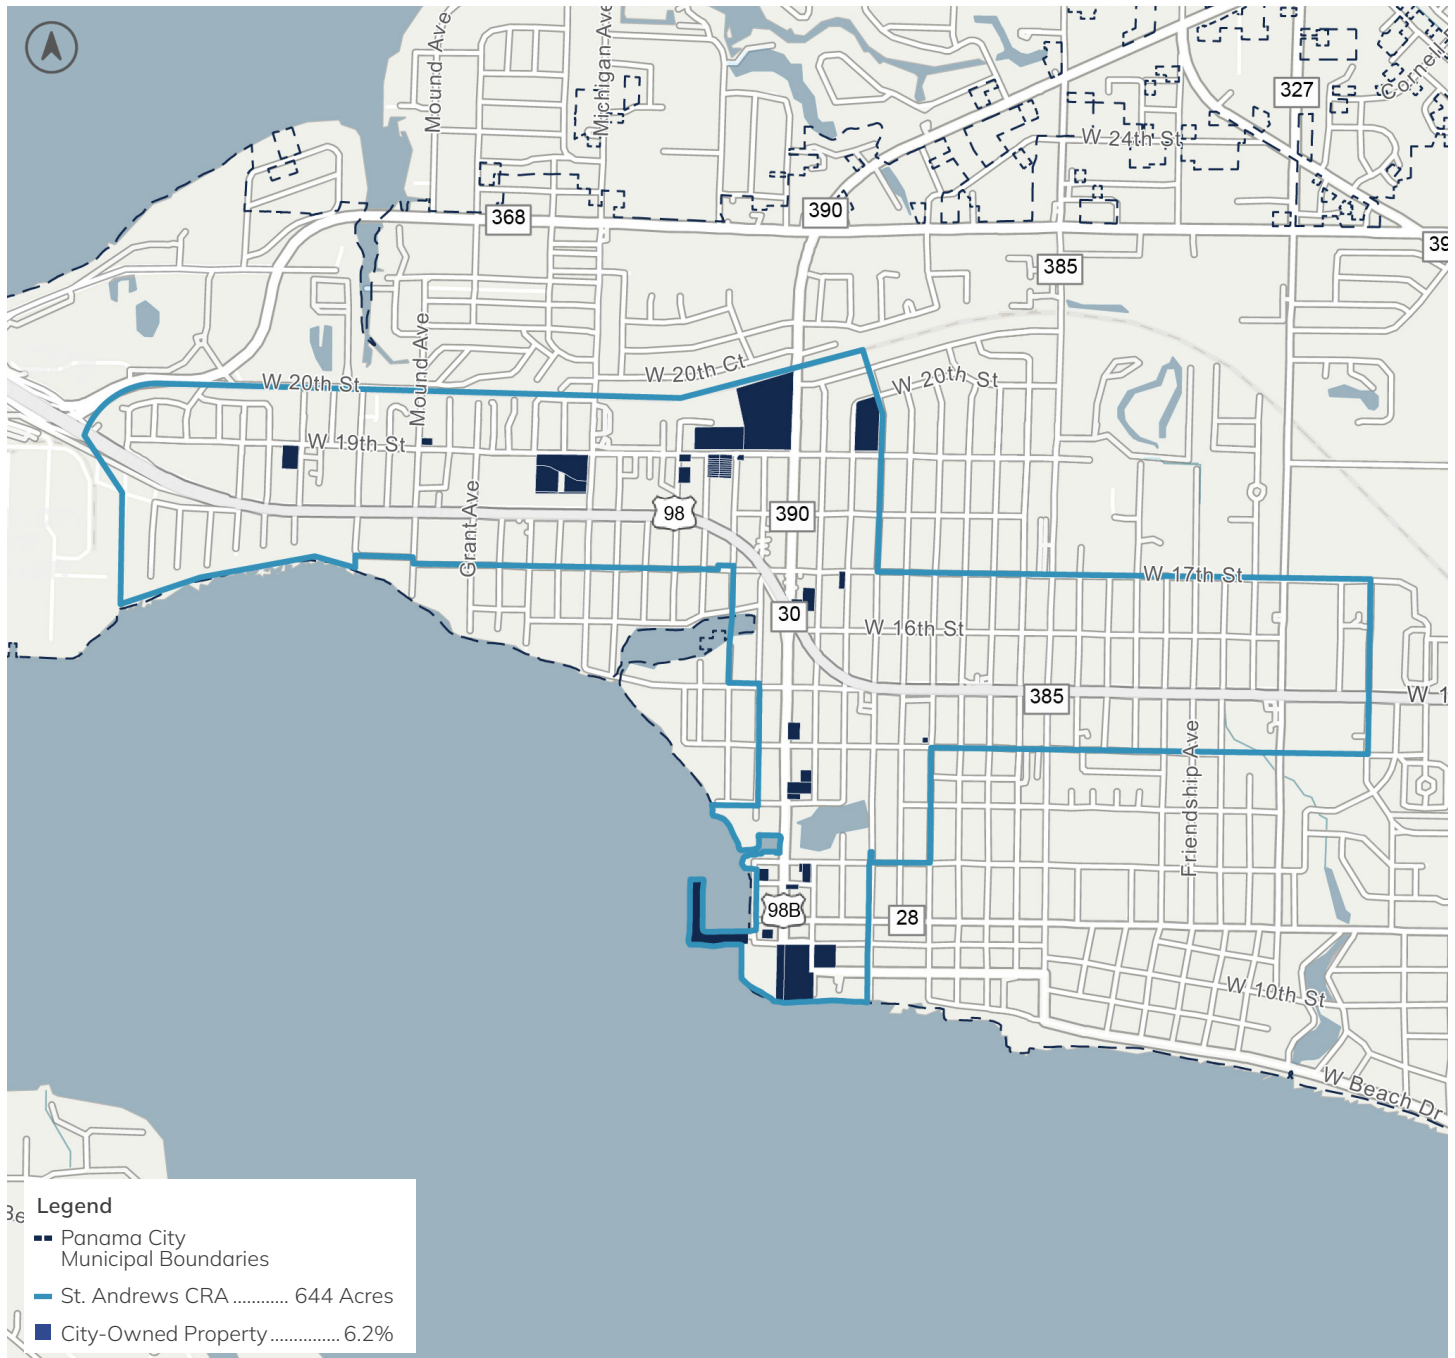 Mound Ave
Michigan Ave
Cornell
327
W 24th St
368
390
39
385
Mound Ave
W 20th Ct
W 20th St
W 20th St
W 19th St
Grant Ave
98
390
W 17th St
30
W 16th St
385
W 1
Friendship Ave
98B
28
W 10th St
W Beach Dr
Be
Legend
Panama City
Municipal Boundaries
St. Andrews CRA ............ 644 Acres
City-Owned Property ............... 6.2%